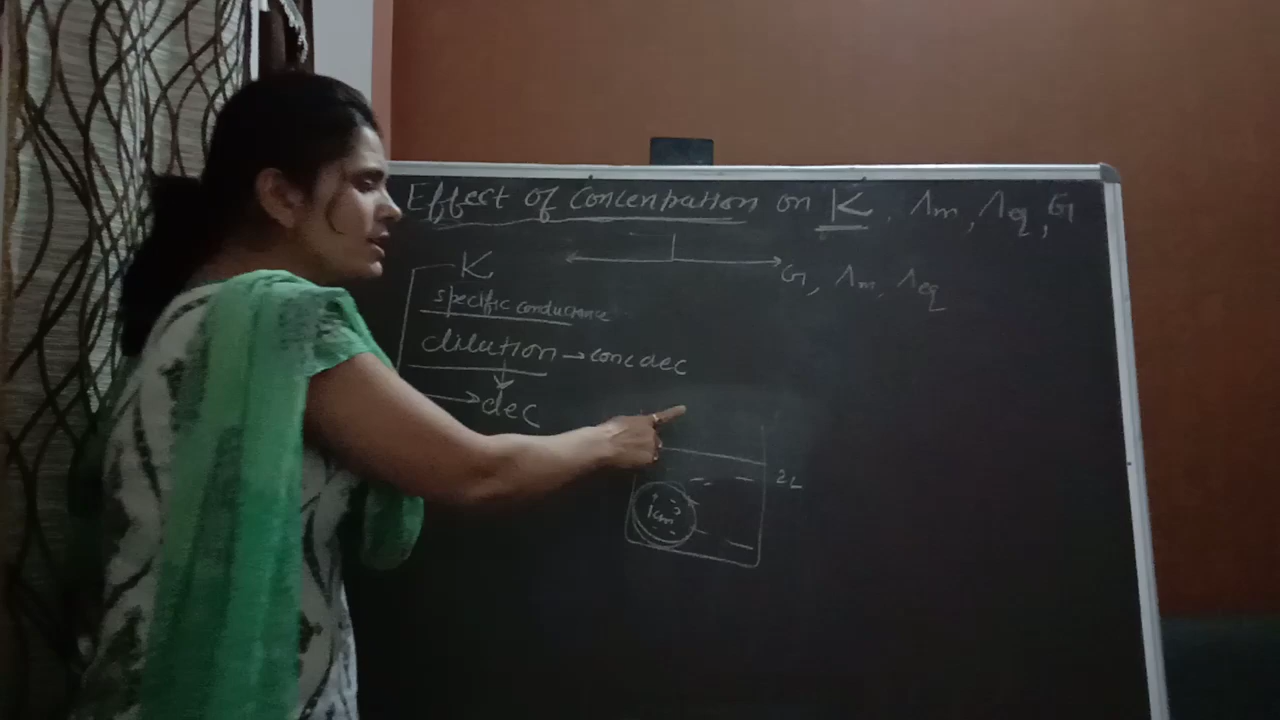 Effect of Concentration on K, Λm, Λeq, G
K
G, Λm, Λeq
specific conductance
dilution → conc dec
→ dec
2L
1cm³